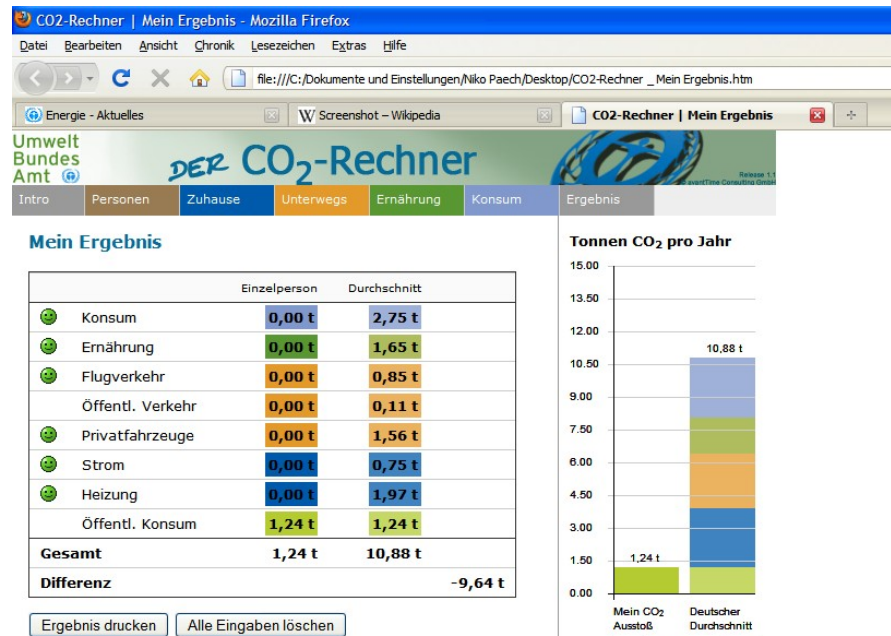 CO2-Rechner | Mein Ergebnis - Mozilla Firefox
Datei Bearbeiten Ansicht Chronik Lesezeichen Extras Hilfe
file:///C:/Dokumente und Einstellungen/Niko Paech/Desktop/CO2-Rechner _ Mein Ergebnis.htm
Energie - Aktuelles W Screenshot – Wikipedia CO2-Rechner | Mein Ergebnis
Umwelt
Bundes
Amt
DER CO2-Rechner
Release 1.1
© avantTime Consulting GmbH
Intro Personen Zuhause Unterwegs Ernährung Konsum Ergebnis
Mein Ergebnis
Einzelperson Durchschnitt
Konsum 0,00 t 2,75 t
Ernährung 0,00 t 1,65 t
Flugverkehr 0,00 t 0,85 t
Öffentl. Verkehr 0,00 t 0,11 t
Privatfahrzeuge 0,00 t 1,56 t
Strom 0,00 t 0,75 t
Heizung 0,00 t 1,97 t
Öffentl. Konsum 1,24 t 1,24 t
Gesamt 1,24 t 10,88 t
Differenz -9,64 t
Ergebnis drucken Alle Eingaben löschen
Tonnen CO2 pro Jahr
15.00
13.50
12.00
10,88 t
10.50
9.00
7.50
6.00
4.50
3.00
1.50 1,24 t
0.00
Mein CO2 Deutscher
Ausstoß Durchschnitt